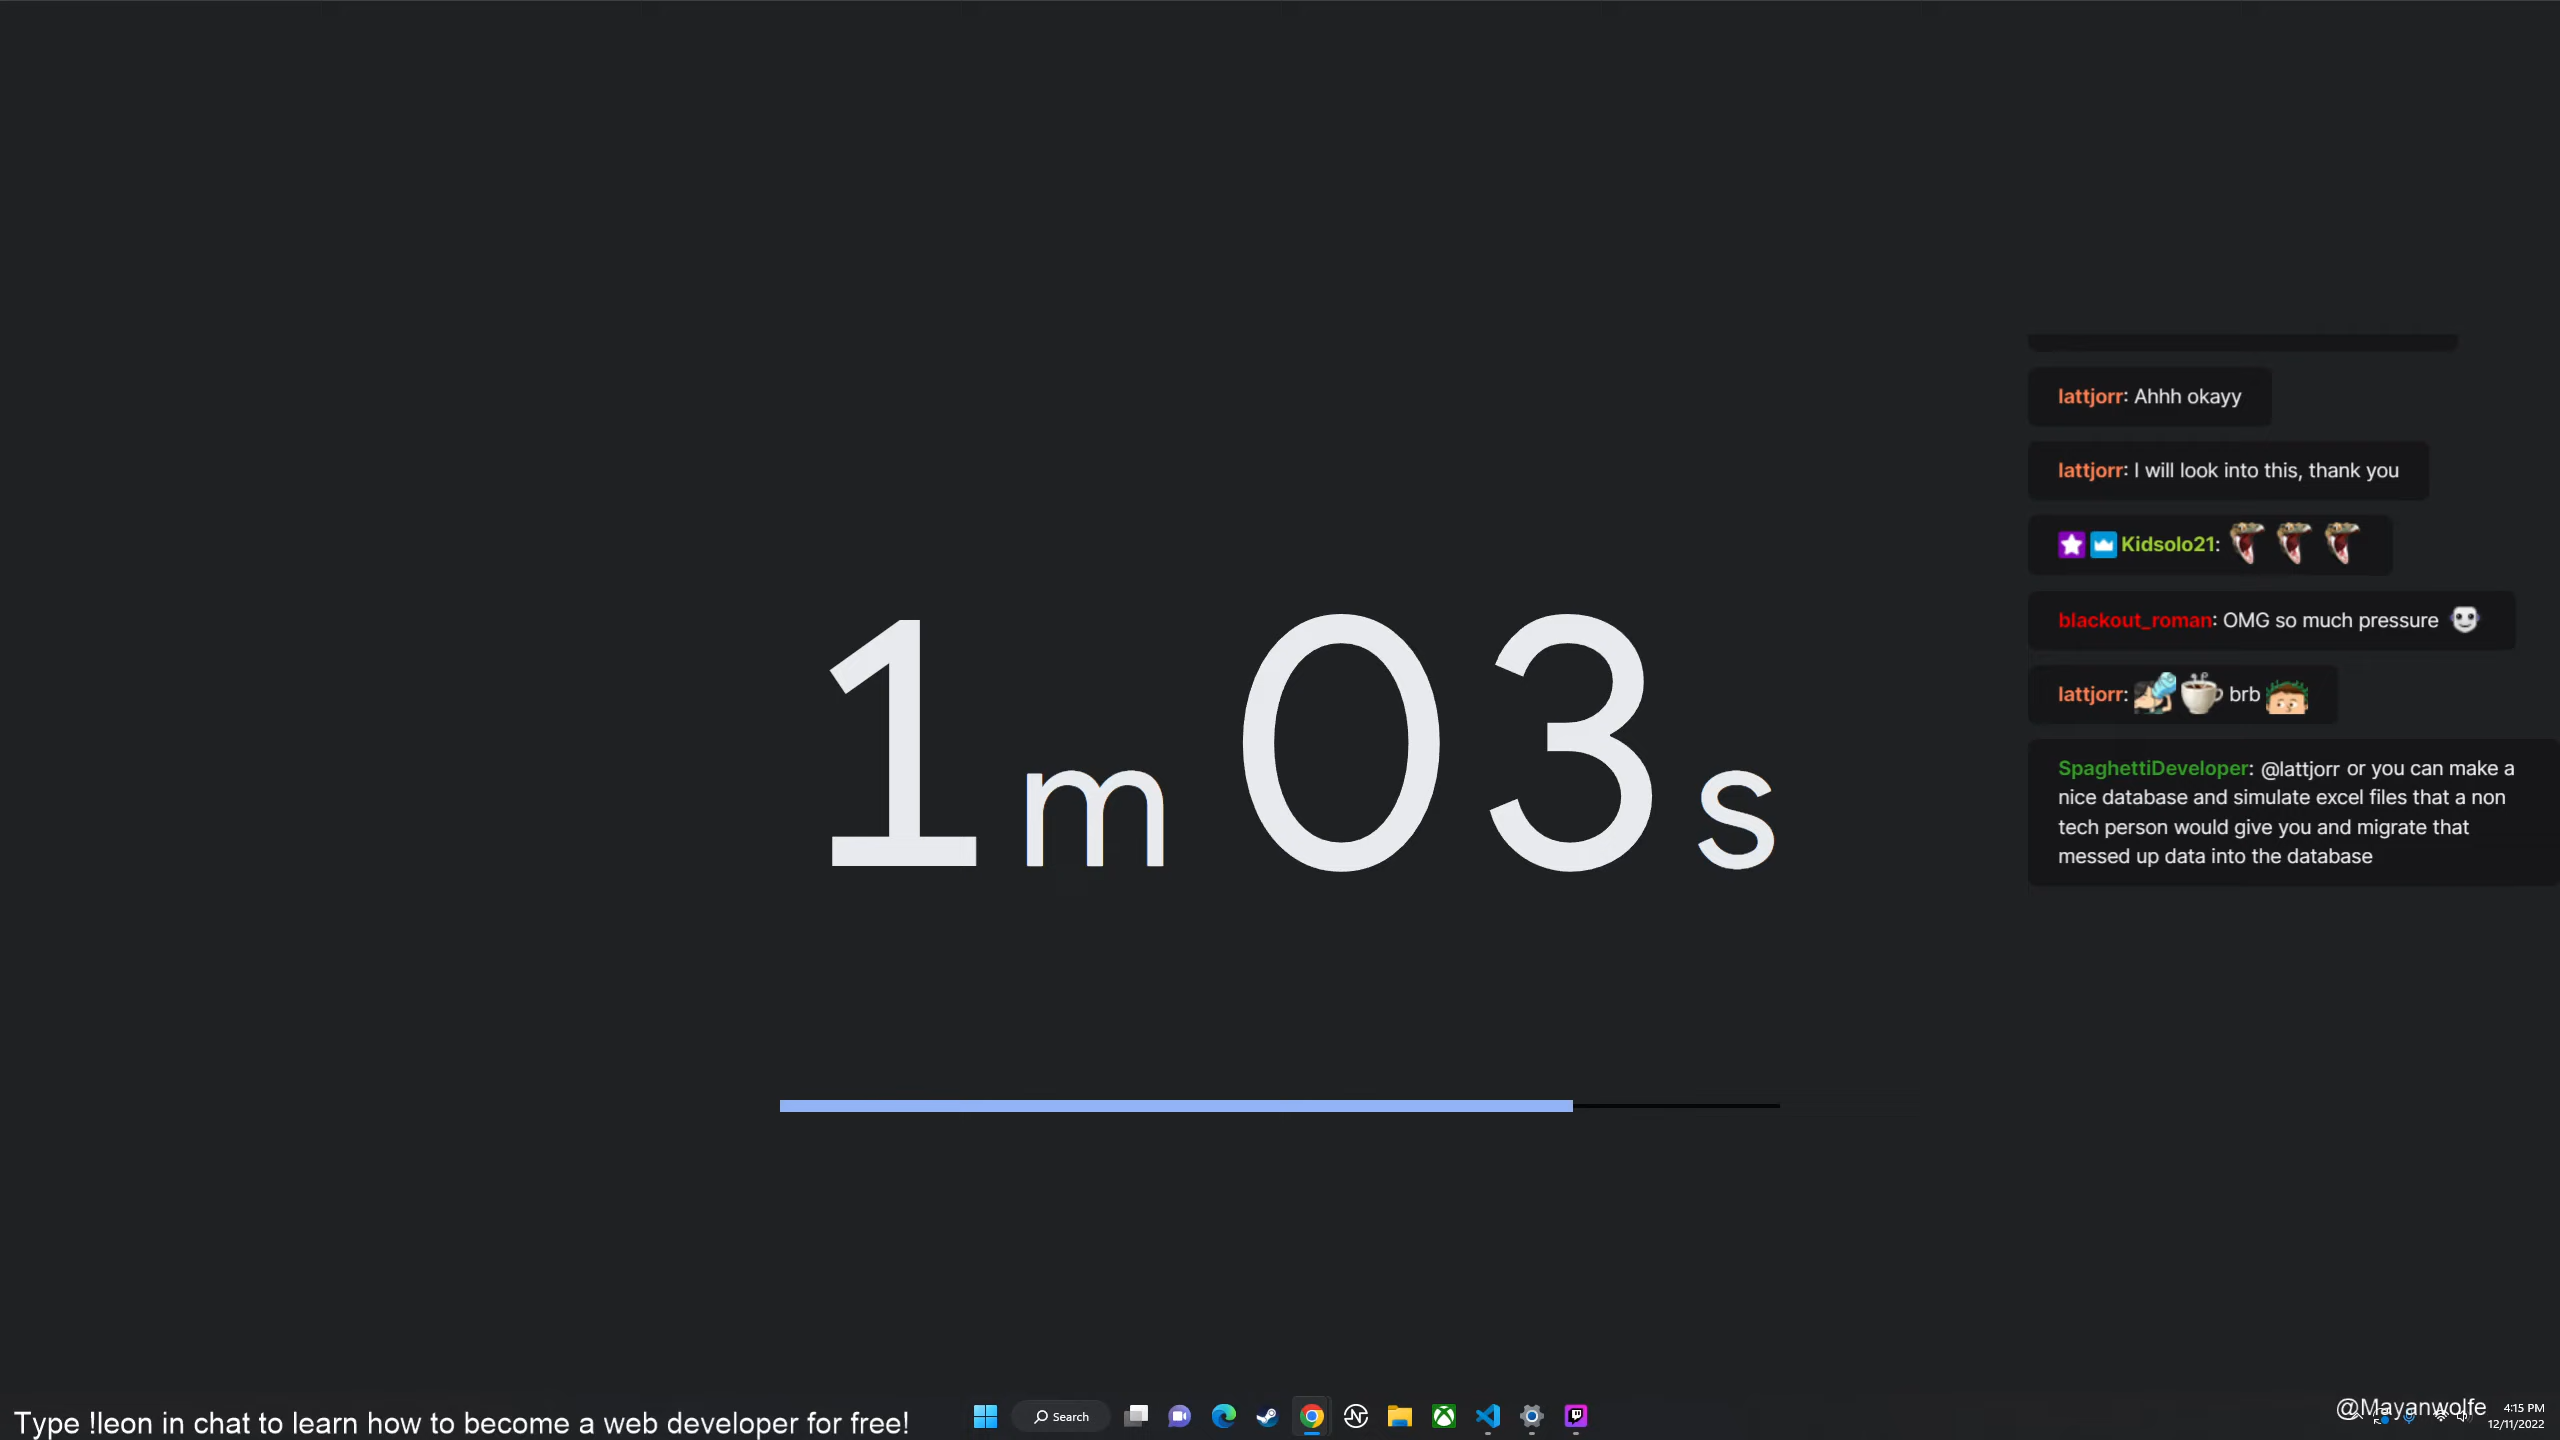 lattjorr: Ahhh okayy
lattjorr: I will look into this, thank you
Kidsolo21:
blackout_roman: OMG so much pressure
lattjorr: brb
SpaghettiDeveloper: @lattjorr or you can make a
nice database and simulate excel files that a non
tech person would give you and migrate that
messed up data into the database
1m 03s
Type !leon in chat to learn how to become a web developer for free!
Search
@Mayanwolfe
4:15 PM
12/11/2022